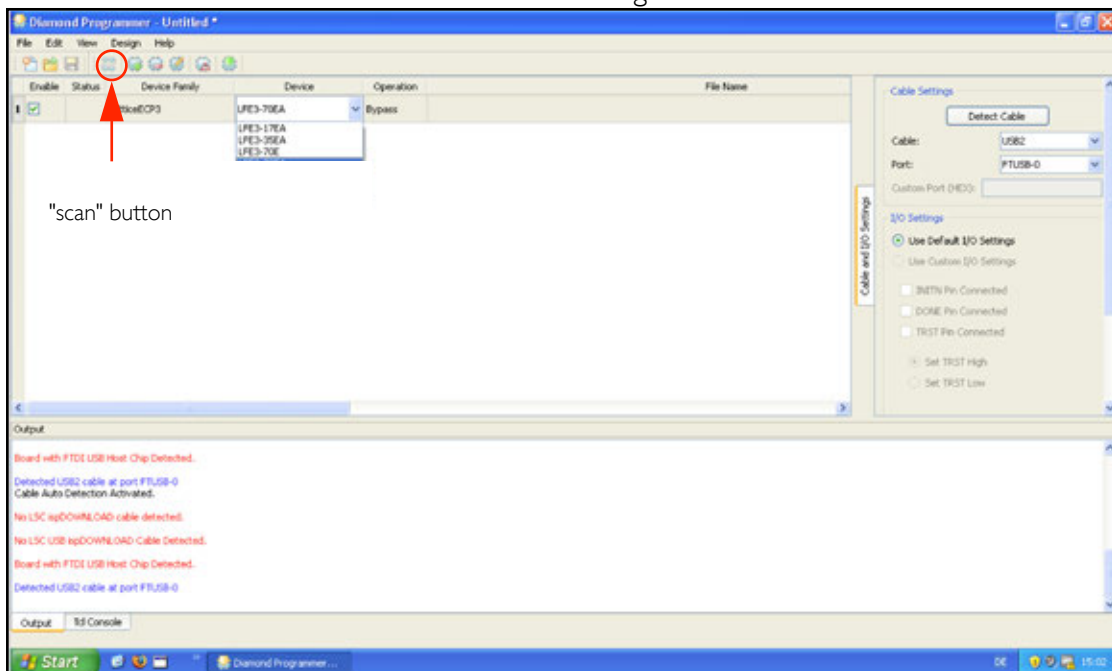 Diamond Programmer - Untitled *
File Edit View Design Help
Enable Status Device Family Device Operation File Name
1 LatticeECP3 LFE3-70EA Bypass
LFE3-17EA
LFE3-35EA
LFE3-70E
"scan" button
Cable and I/O Settings
Cable Settings
Detect Cable
Cable: USB2
Port: FTUSB-0
Custom Port (HEX):
I/O Settings
Use Default I/O Settings
Use Custom I/O Settings
INITN Pin Connected
DONE Pin Connected
TRST Pin Connected
Set TRST High
Set TRST Low
Output
Board with FTDI USB Host Chip Detected.
Detected USB2 cable at port FTUSB-0
Cable Auto Detection Activated.
No LSC ispDOWNLOAD cable detected.
No LSC USB ispDOWNLOAD Cable Detected.
Board with FTDI USB Host Chip Detected.
Detected USB2 cable at port FTUSB-0
Output Tcl Console
Start Diamond Programmer... DE 15:02